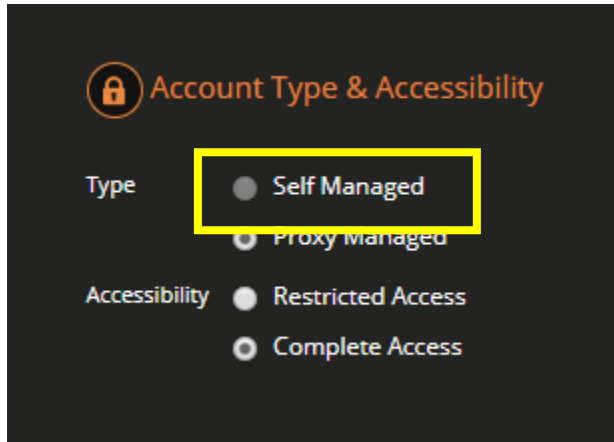 Account Type & Accessibility
Type Self Managed
Proxy Managed
Accessibility Restricted Access
Complete Access